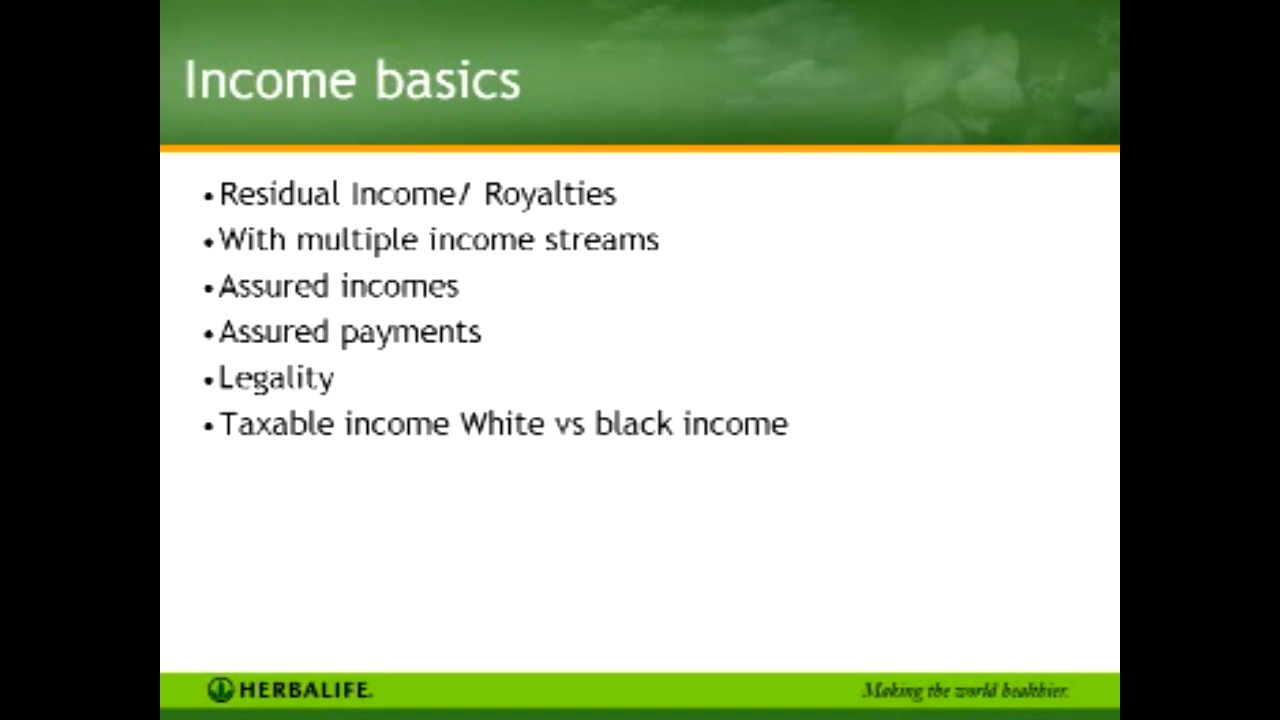 Income basics
•Residual Income/ Royalties
•With multiple income streams
•Assured incomes
•Assured payments
•Legality
•Taxable income White vs black income
HERBALIFE.
Making the world healthier.